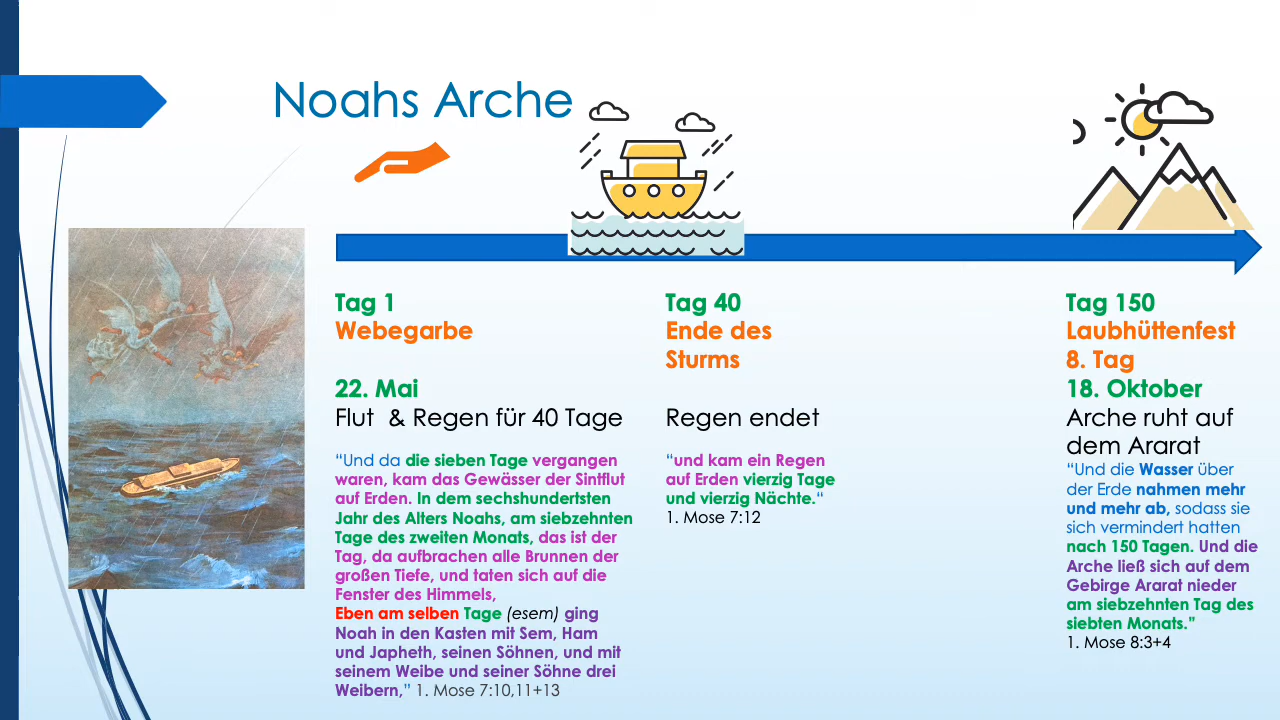 Noahs Arche
Tag 1
Webegarbe
22. Mai
Flut & Regen für 40 Tage
“Und da die sieben Tage vergangen
waren, kam das Gewässer der Sintflut
auf Erden. In dem sechshundertsten
Jahr des Alters Noahs, am siebzehnten
Tage des zweiten Monats, das ist der
Tag, da aufbrachen alle Brunnen der
großen Tiefe, und taten sich auf die
Fenster des Himmels,
Eben am selben Tage (esem) ging
Noah in den Kasten mit Sem, Ham
und Japheth, seinen Söhnen, und mit
seinem Weibe und seiner Söhne drei
Weibern,” 1. Mose 7:10,11+13
Tag 40
Ende des
Sturms
Regen endet
“und kam ein Regen
auf Erden vierzig Tage
und vierzig Nächte.“
1. Mose 7:12
Tag 150
Laubhüttenfest
8. Tag
18. Oktober
Arche ruht auf
dem Ararat
“Und die Wasser über
der Erde nahmen mehr
und mehr ab, sodass sie
sich vermindert hatten
nach 150 Tagen. Und die
Arche ließ sich auf dem
Gebirge Ararat nieder
am siebzehnten Tag des
siebten Monats.”
1. Mose 8:3+4